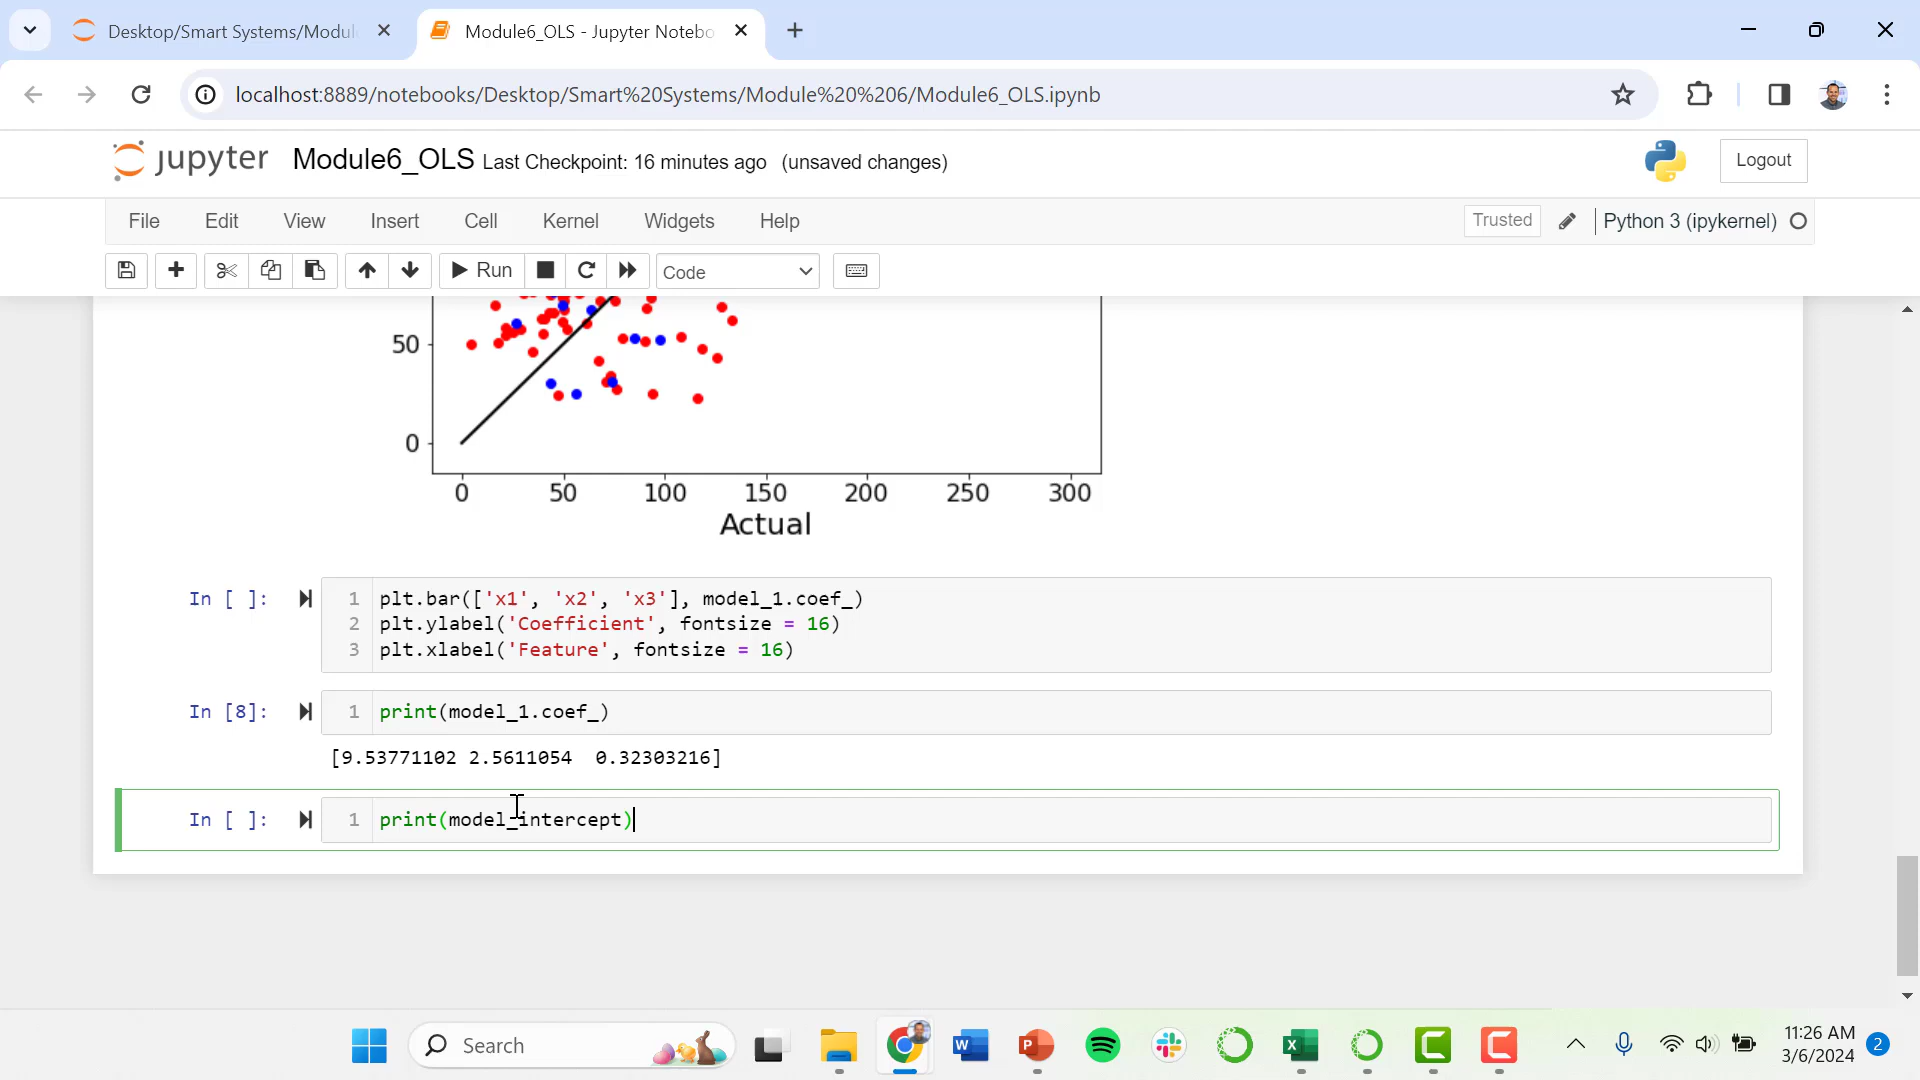 Desktop/Smart Systems/Modul
Module6_OLS - Jupyter Notebo
localhost:8889/notebooks/Desktop/Smart%20Systems/Module%20%206/Module6_OLS.ipynb
jupyter Module6_OLS Last Checkpoint: 16 minutes ago (unsaved changes)
Logout
File Edit View Insert Cell Kernel Widgets Help
Trusted Python 3 (ipykernel)
Run Code
50
0
0 50 100 150 200 250 300
Actual
In [ ]: 1 plt.bar(['x1', 'x2', 'x3'], model_1.coef_)
2 plt.ylabel('Coefficient', fontsize = 16)
3 plt.xlabel('Feature', fontsize = 16)
In [8]: 1 print(model_1.coef_)
[9.53771102 2.5611054  0.32303216]
In [ ]: 1 print(model_intercept)
Search
W P X
11:26 AM
3/6/2024 2